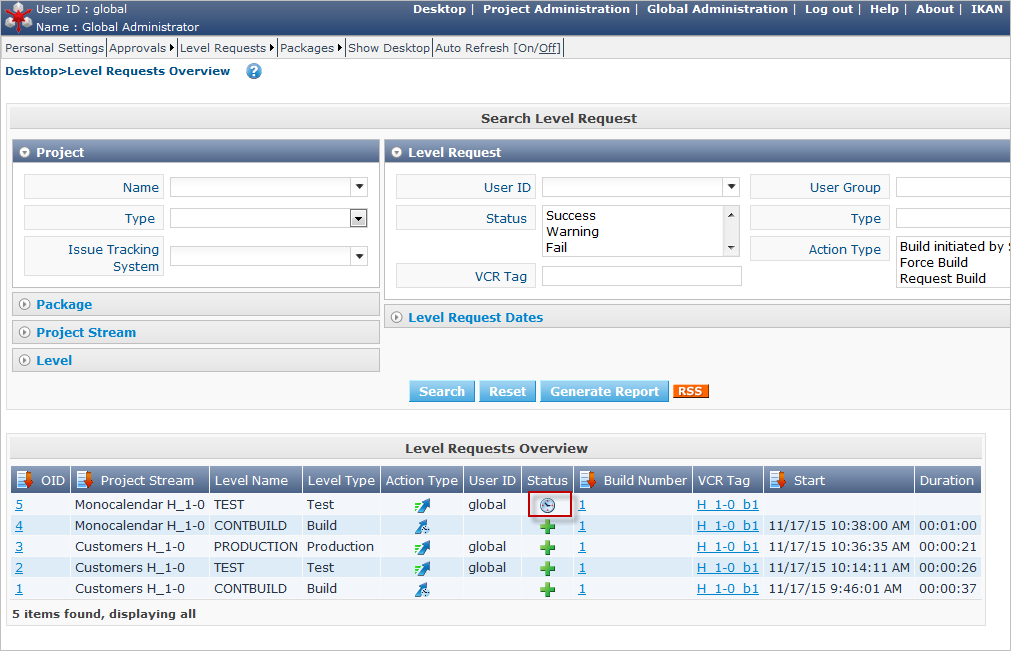 User ID : global
Name : Global Administrator
Desktop | Project Administration | Global Administration | Log out | Help | About | IKAN
Personal Settings Approvals Level Requests Packages Show Desktop Auto Refresh [On/Off]
Desktop>Level Requests Overview ?
Search Level Request
Project
Name
Type
Issue Tracking System
Package
Project Stream
Level
Level Request
User ID
User Group
Status
Success
Warning
Fail
Type
Action Type
Build initiated by
Force Build
Request Build
VCR Tag
Level Request Dates
Search Reset Generate Report RSS
Level Requests Overview
OID Project Stream Level Name Level Type Action Type User ID Status Build Number VCR Tag Start Duration
5 Monocalendar H_1-0 TEST Test global 1 H_1-0_b1
4 Monocalendar H_1-0 CONTBUILD Build 1 H_1-0_b1 11/17/15 10:38:00 AM 00:01:00
3 Customers H_1-0 PRODUCTION Production global 1 H_1-0_b1 11/17/15 10:36:35 AM 00:00:21
2 Customers H_1-0 TEST Test global 1 H_1-0_b1 11/17/15 10:14:11 AM 00:00:26
1 Customers H_1-0 CONTBUILD Build 1 H_1-0_b1 11/17/15 9:46:01 AM 00:00:37
5 items found, displaying all